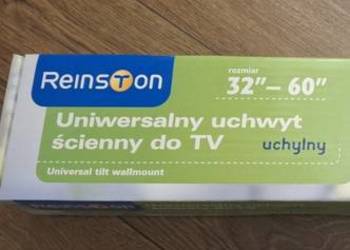 REINSTON
rozmiar
32"– 60"
Uniwersalny uchwyt
ścienny do TV
uchylny
Universal tilt wallmount